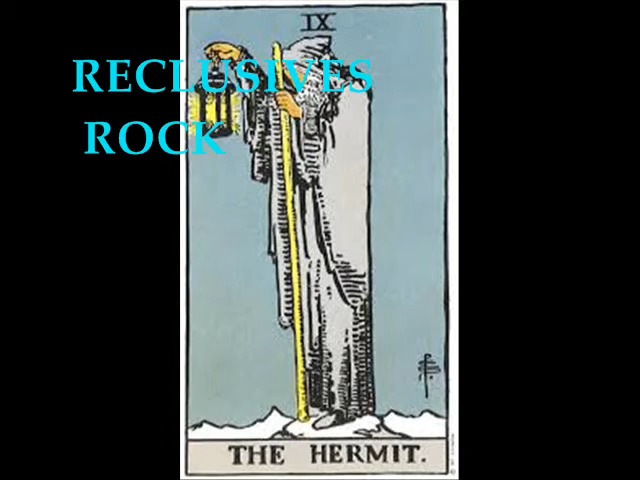 IX
RECLUSIVES
ROCK
THE HERMIT.